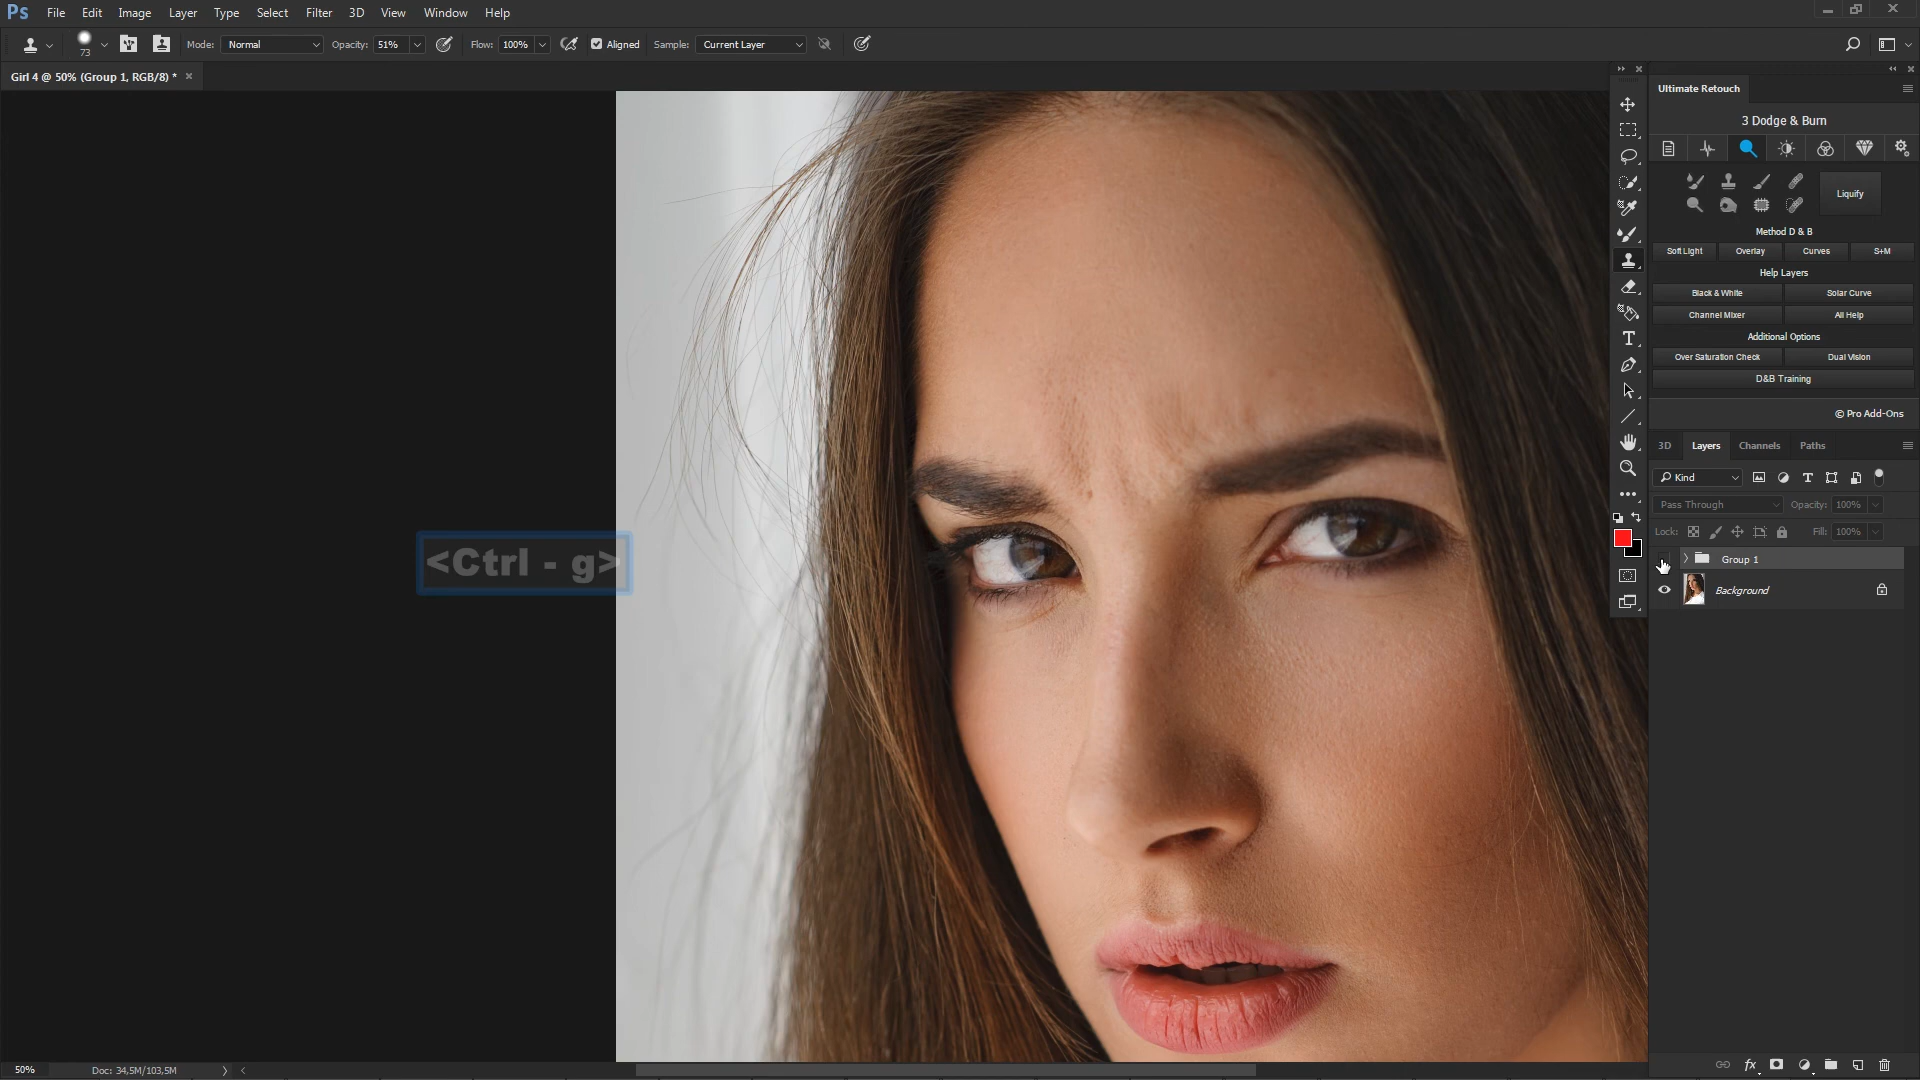 Ps File Edit Image Layer Type Select Filter 3D View Window Help
73 Mode: Normal Opacity: 51% Flow: 100% Aligned Sample: Current Layer
Girl 4 @ 50% (Group 1, RGB/8) *
Ultimate Retouch
3 Dodge & Burn
Liquify
Method D & B
Soft Light Overlay Curves S+M
Help Layers
Black & White Solar Curve
Channel Mixer All Help
Additional Options
Over Saturation Check Dual Vision
D&B Training
© Pro Add-Ons
3D Layers Channels Paths
Kind
Pass Through Opacity: 100%
Lock: Fill: 100%
Group 1
Background
<Ctrl - g>
50% Doc: 34,5M/103,5M